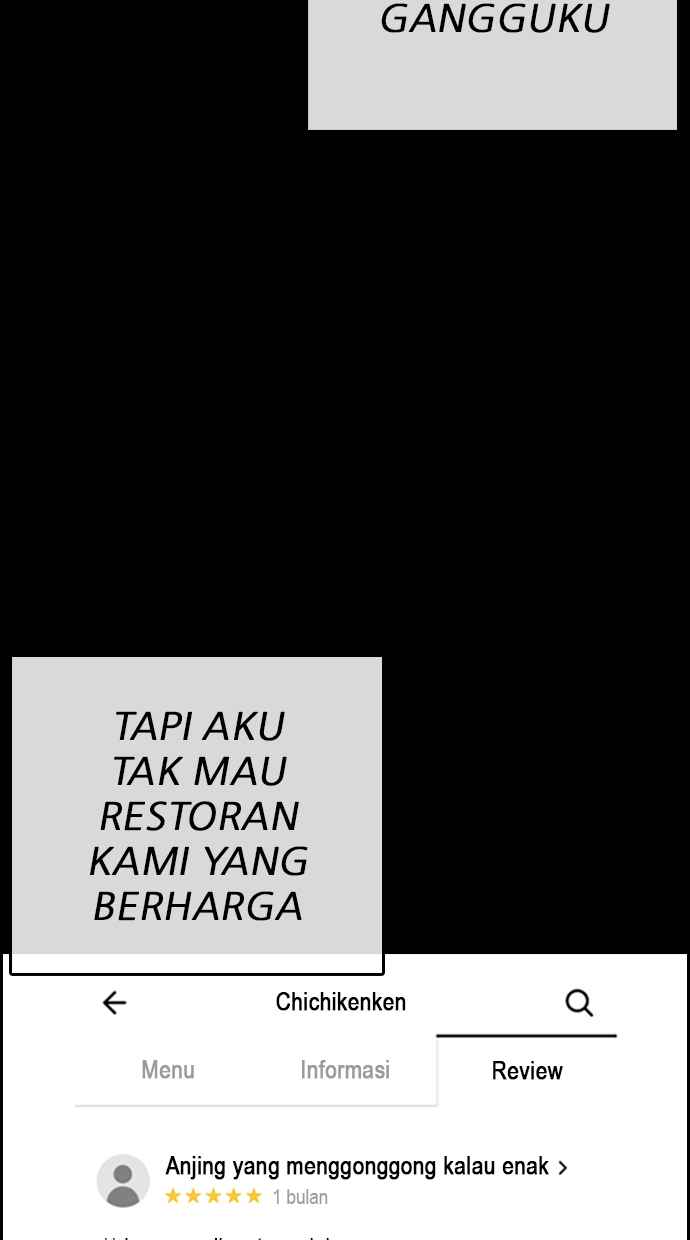 GANGGUKU
TAPI AKU
TAK MAU
RESTORAN
KAMI YANG
BERHARGA
Chichikenken
Menu Informasi Review
Anjing yang menggonggong kalau enak >
1 bulan